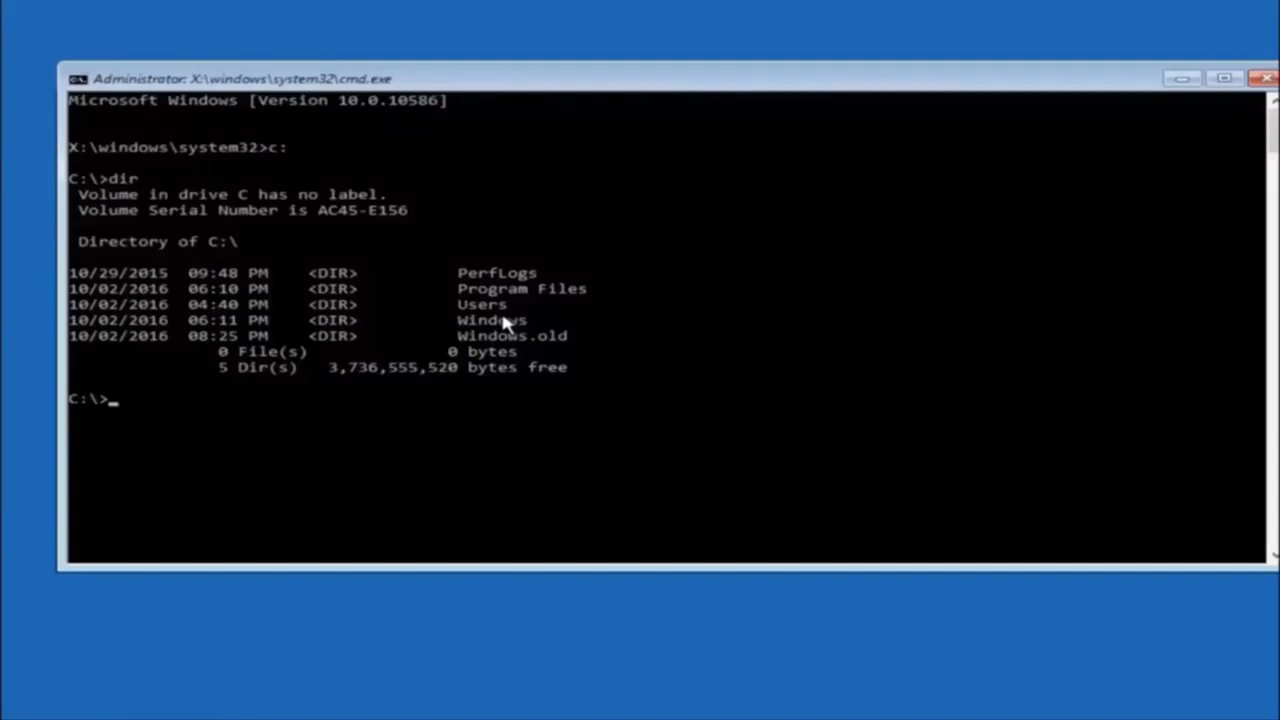 Administrator: X:\windows\system32\cmd.exe
Microsoft Windows [Version 10.0.10586]
X:\windows\system32>c:
C:\>dir
Volume in drive C has no label.
Volume Serial Number is AC45-E156
Directory of C:\
10/29/2015 09:48 PM <DIR> PerfLogs
10/02/2016 06:10 PM <DIR> Program Files
10/02/2016 04:40 PM <DIR> Users
10/02/2016 06:11 PM <DIR> Windows
10/02/2016 08:25 PM <DIR> Windows.old
0 File(s) 0 bytes
5 Dir(s) 3,736,555,520 bytes free
C:\>_